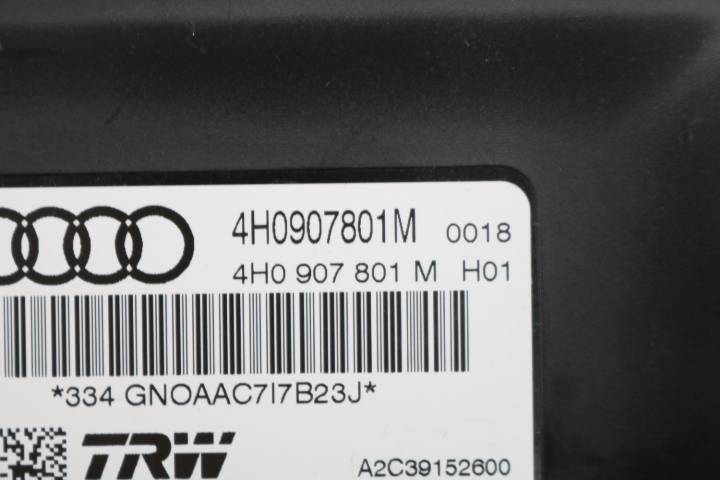 4H0907801M 0018
4H0 907 801 M H01
*334 GNOAAC7I7B23J*
TRW A2C39152600